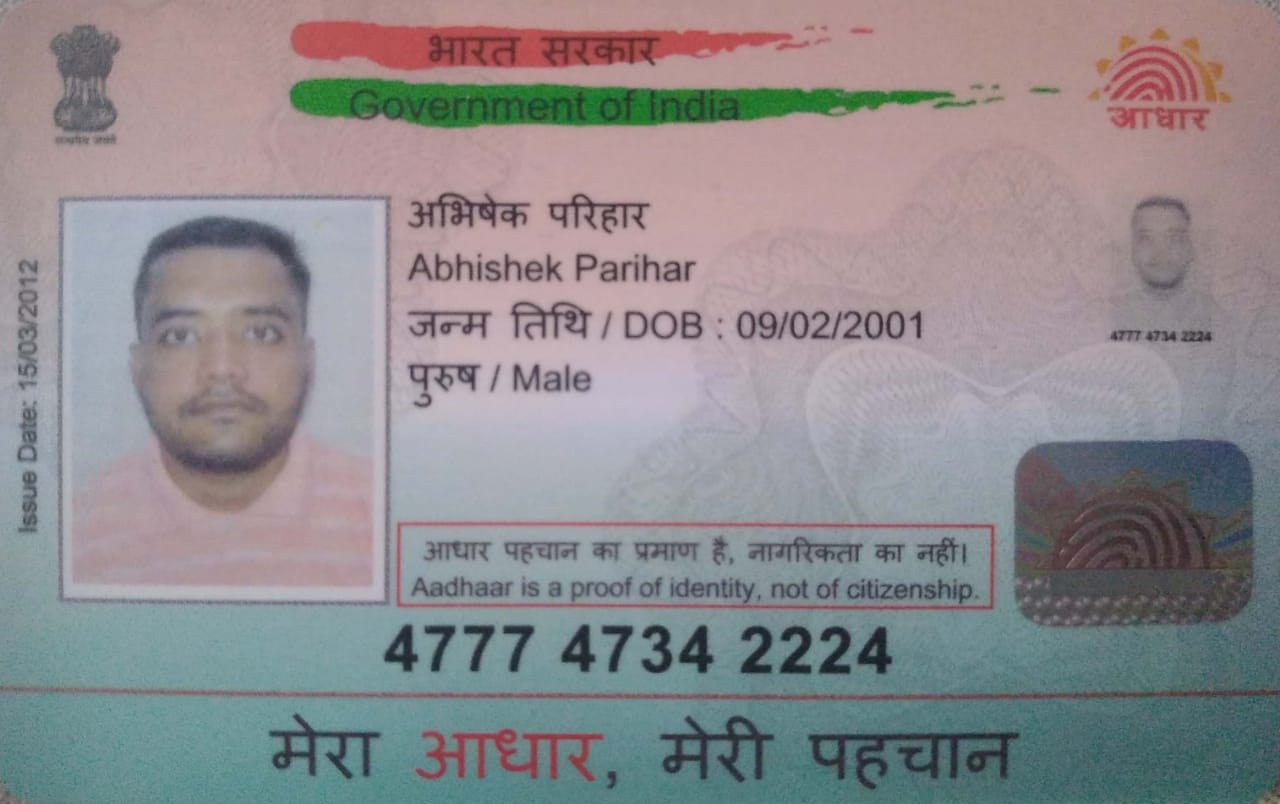 भारत सरकार
Government of India
सत्यमेव जयते
आधार
Issue Date: 15/03/2012
अभिषेक परिहार
Abhishek Parihar
जन्म तिथि / DOB : 09/02/2001
पुरुष / Male
4777 4734 2224
आधार पहचान का प्रमाण है, नागरिकता का नहीं।
Aadhaar is a proof of identity, not of citizenship.
4777 4734 2224
मेरा आधार, मेरी पहचान